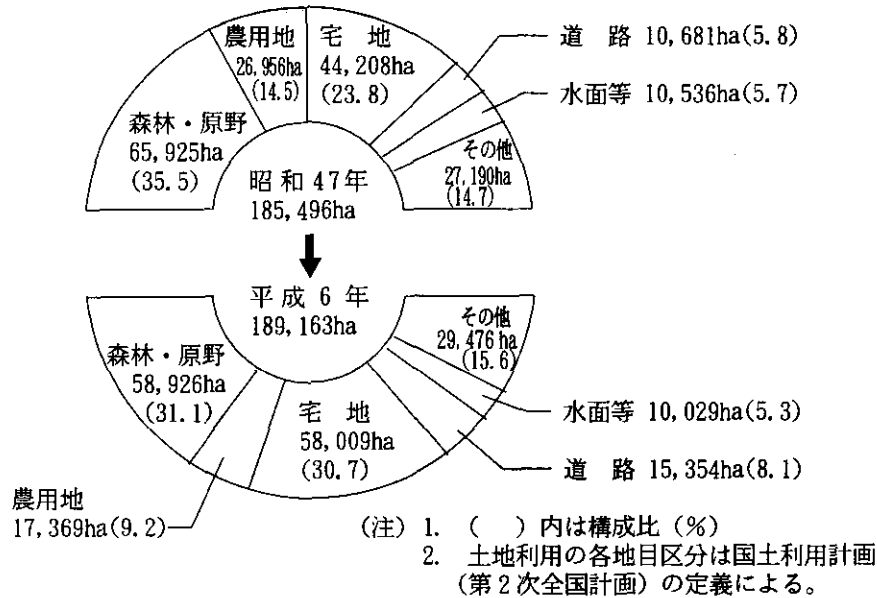 農用地
26,956ha
(14.5)
宅 地
44,208ha
(23.8)
道 路 10,681ha(5.8)
水面等 10,536ha(5.7)
森林・原野
65,925ha
(35.5)
その他
27,190ha
(14.7)
昭和47年
185,496ha
平成 6 年
189,163ha
その他
29,476ha
(15.6)
森林・原野
58,926ha
(31.1)
宅 地
58,009ha
(30.7)
水面等 10,029ha(5.3)
道 路 15,354ha(8.1)
農用地
17,369ha(9.2)
(注) 1. ( )内は構成比(%)
2. 土地利用の各地目区分は国土利用計画
(第2次全国計画)の定義による。